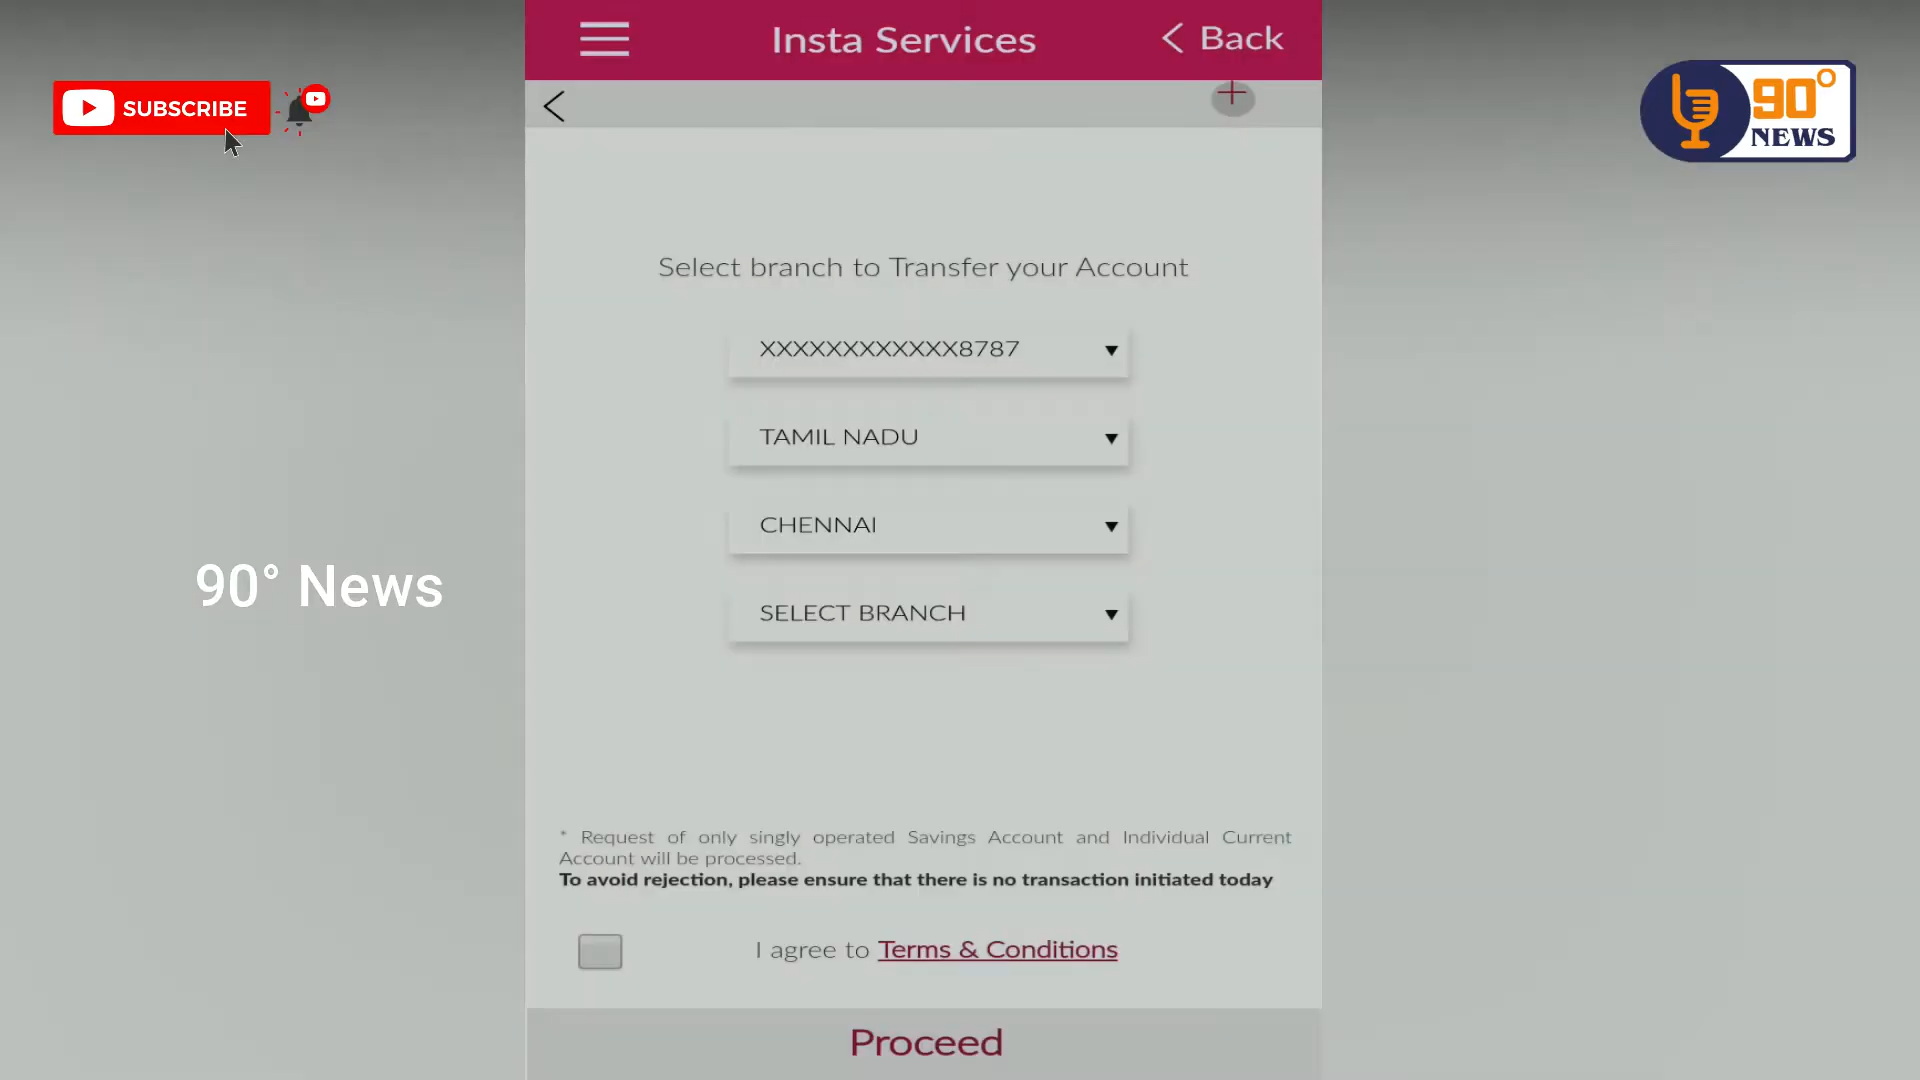 Insta Services
Back
SUBSCRIBE
90°
NEWS
Select branch to Transfer your Account
XXXXXXXXXXXX8787
TAMIL NADU
CHENNAI
90° News
SELECT BRANCH
* Request of only singly operated Savings Account and Individual Current
Account will be processed.
To avoid rejection, please ensure that there is no transaction initiated today
I agree to Terms & Conditions
Proceed